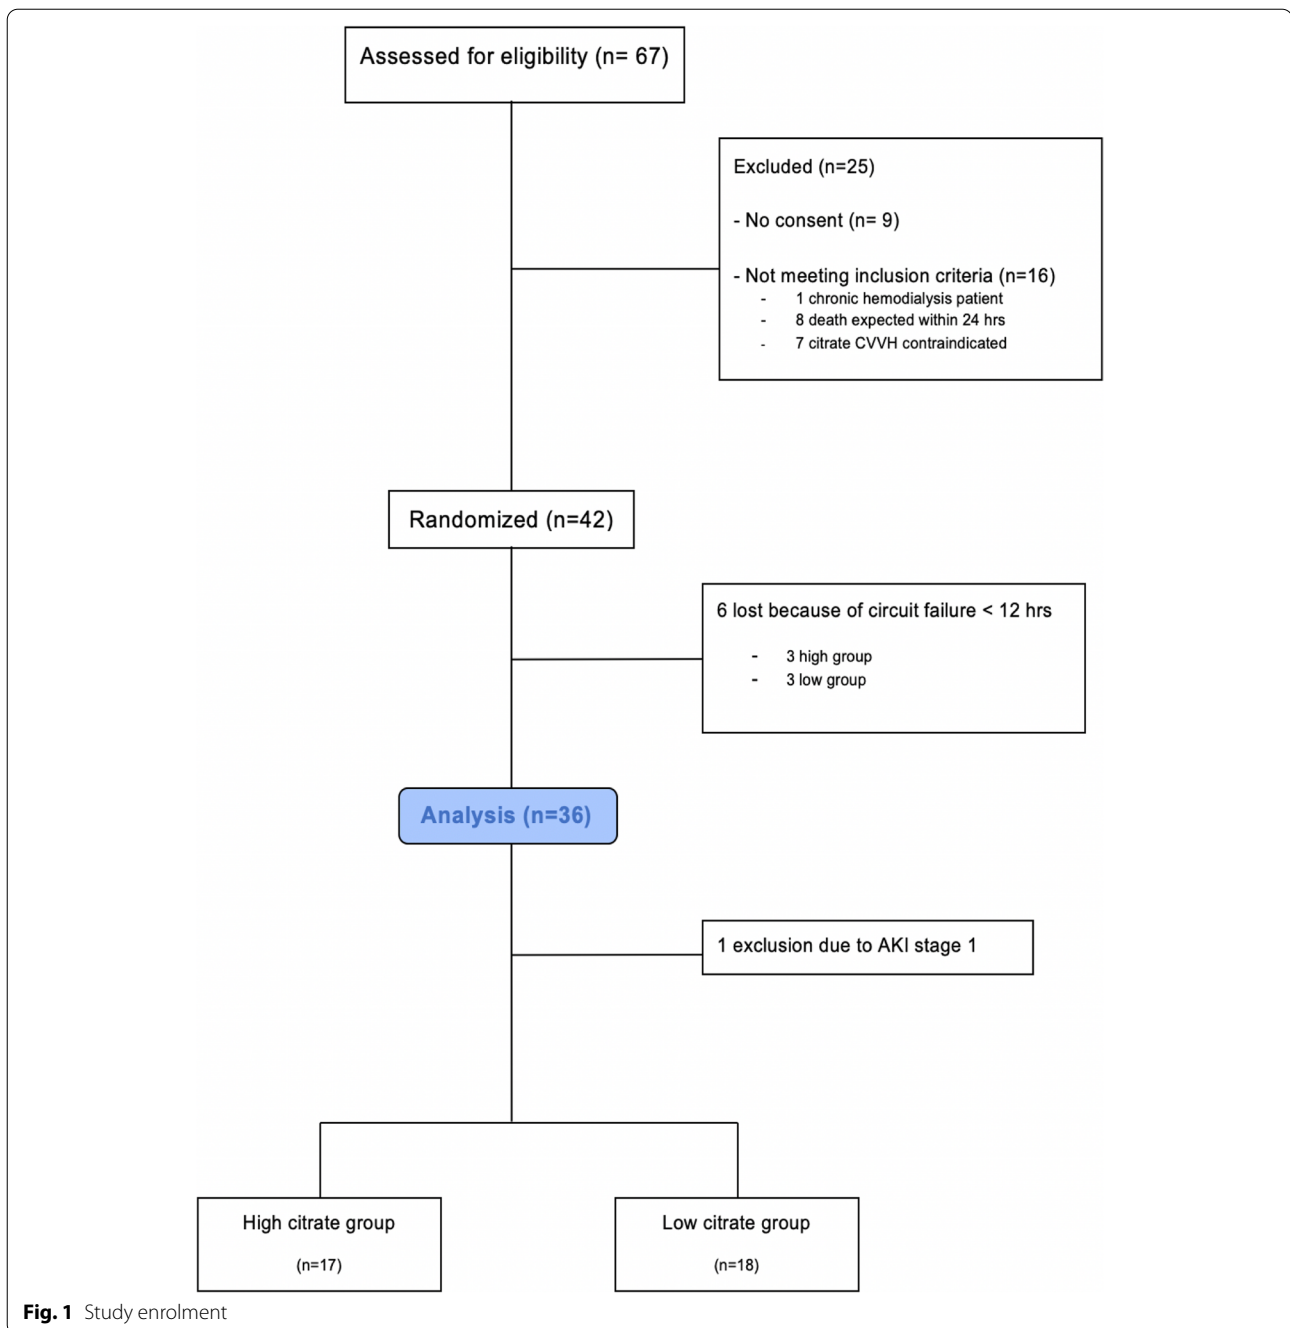 Assessed for eligibility (n= 67)
Excluded (n=25)
- No consent (n= 9)
- Not meeting inclusion criteria (n=16)
- 1 chronic hemodialysis patient
- 8 death expected within 24 hrs
- 7 citrate CVVH contraindicated
Randomized (n=42)
6 lost because of circuit failure < 12 hrs
- 3 high group
- 3 low group
Analysis (n=36)
1 exclusion due to AKI stage 1
High citrate group
(n=17)
Low citrate group
(n=18)
Fig. 1 Study enrolment